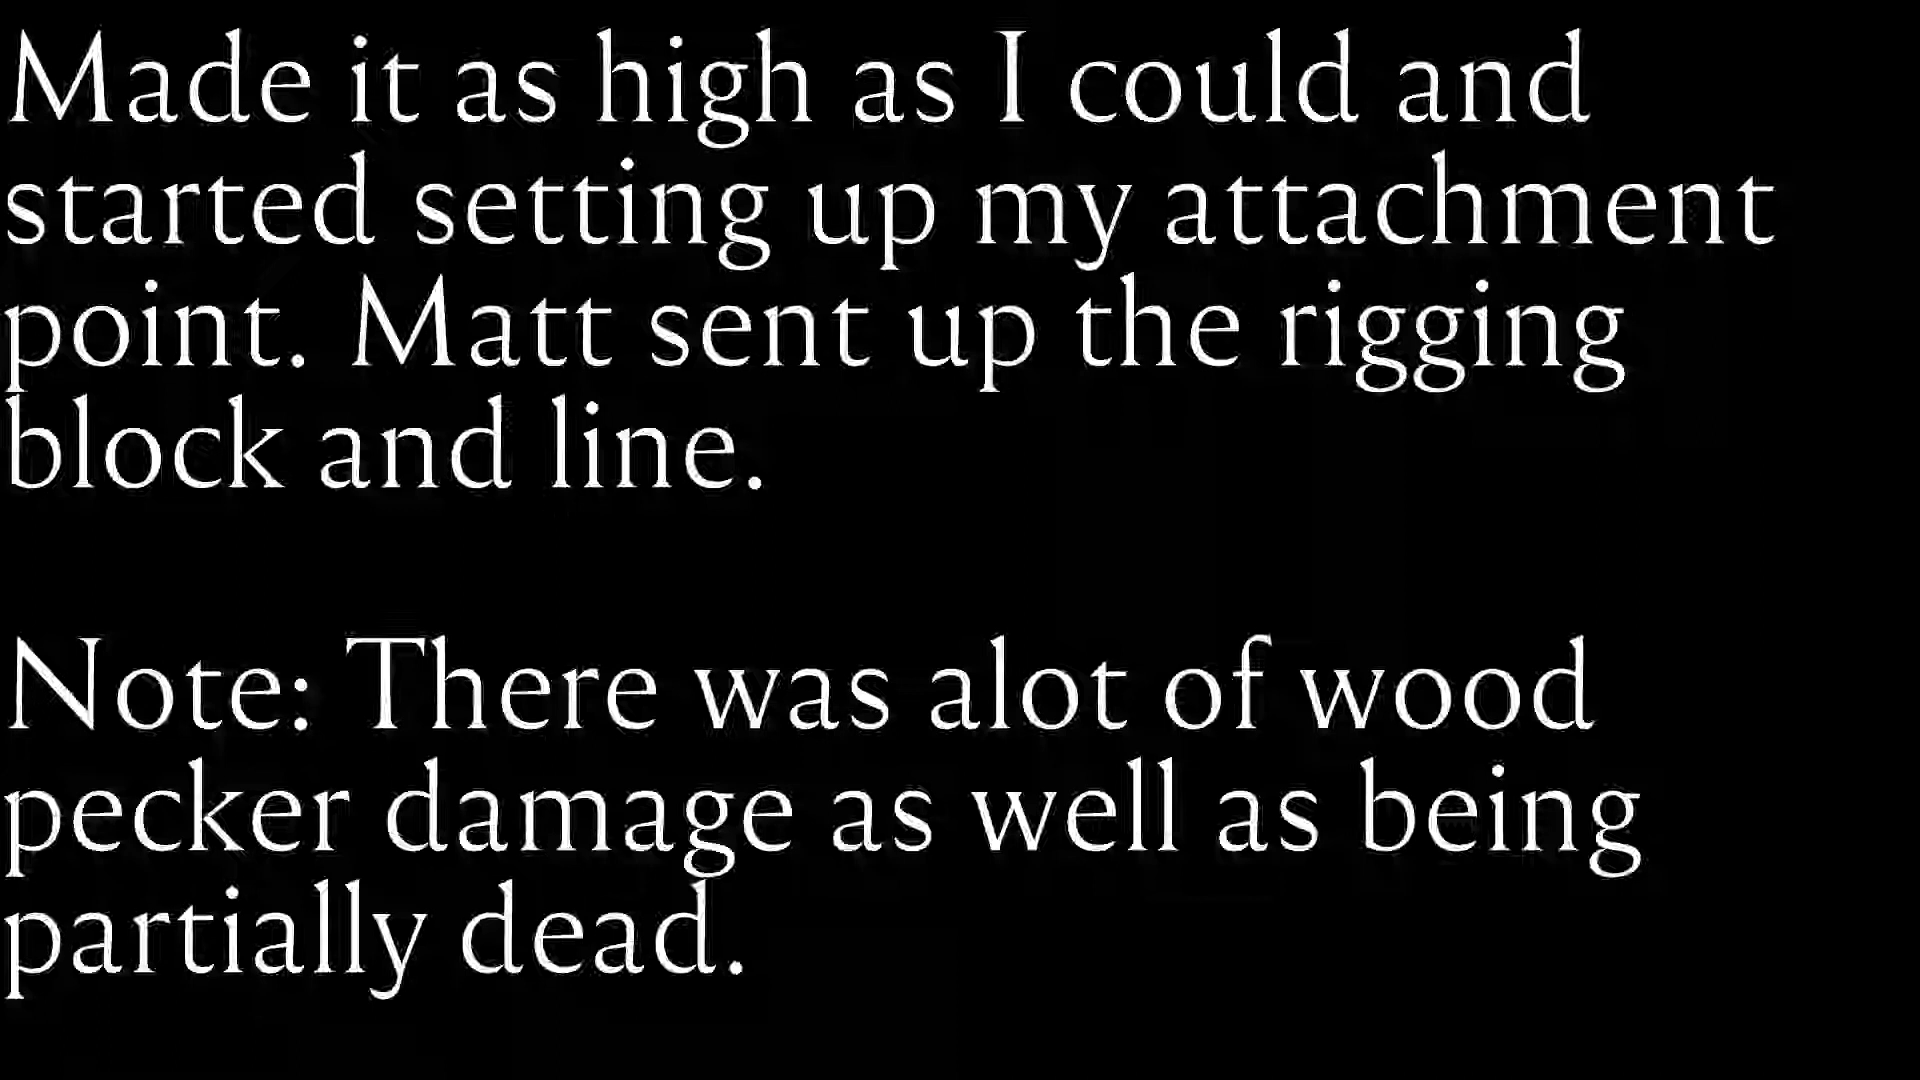 Made it as high as I could and
started setting up my attachment
point. Matt sent up the rigging
block and line.
Note: There was alot of wood
pecker damage as well as being
partially dead.